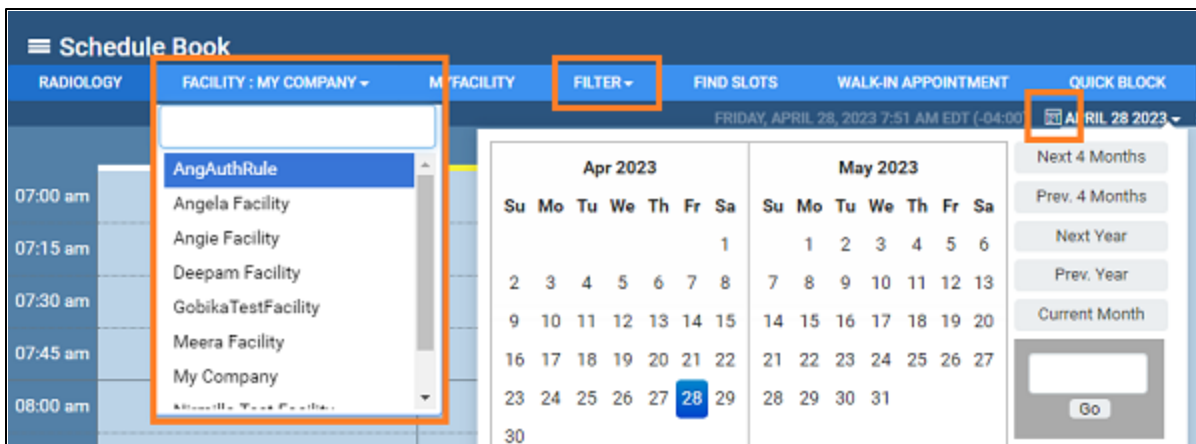 Schedule Book
RADIOLOGY FACILITY : MY COMPANY MYFACILITY FILTER FIND SLOTS WALK-IN APPOINTMENT QUICK BLOCK
FRIDAY, APRIL 28, 2023 7:51 AM EDT (-04:00) APRIL 28 2023
07:00 am
07:15 am
07:30 am
07:45 am
08:00 am
AngAuthRule
Angela Facility
Angie Facility
Deepam Facility
GobikaTestFacility
Meera Facility
My Company
Apr 2023
Su Mo Tu We Th Fr Sa
1
2 3 4 5 6 7 8
9 10 11 12 13 14 15
16 17 18 19 20 21 22
23 24 25 26 27 28 29
30
May 2023
Su Mo Tu We Th Fr Sa
1 2 3 4 5 6
7 8 9 10 11 12 13
14 15 16 17 18 19 20
21 22 23 24 25 26 27
28 29 30 31
Next 4 Months
Prev. 4 Months
Next Year
Prev. Year
Current Month
Go